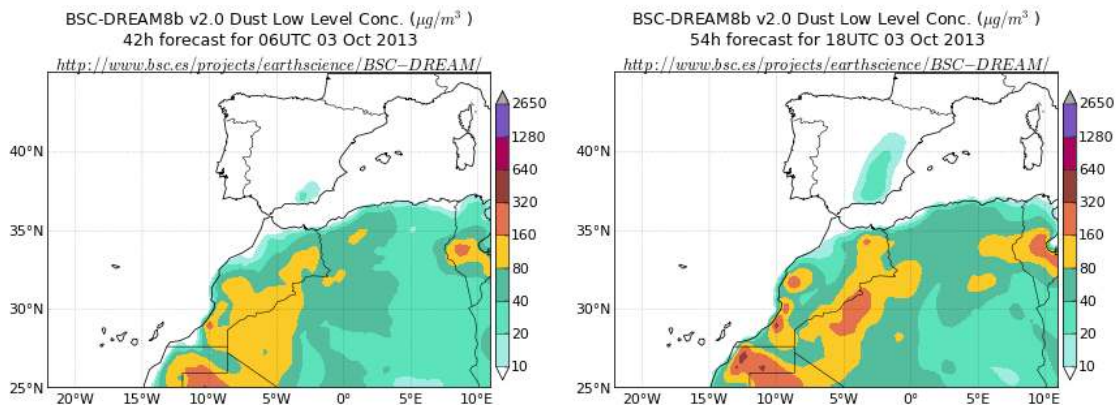 BSC-DREAM8b v2.0 Dust Low Level Conc. (μg/m³ )
42h forecast for 06UTC 03 Oct 2013
http://www.bsc.es/projects/earthscience/BSC−DREAM/
2650
1280
640
320
160
80
40
20
10
40°N
35°N
30°N
25°N
20°W
15°W
10°W
5°W
0°
5°E
10°E
BSC-DREAM8b v2.0 Dust Low Level Conc. (μg/m³ )
54h forecast for 18UTC 03 Oct 2013
http://www.bsc.es/projects/earthscience/BSC−DREAM/
2650
1280
640
320
160
80
40
20
10
40°N
35°N
30°N
25°N
20°W
15°W
10°W
5°W
0°
5°E
10°E